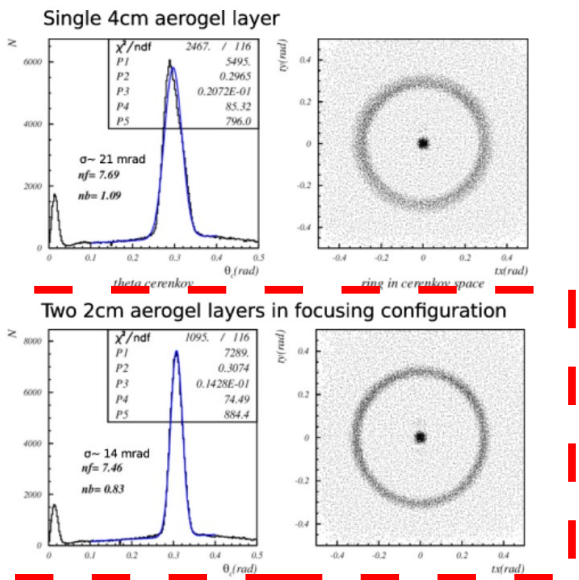 Single 4cm aerogel layer
N
χ²/ndf 2467. / 116
P1 5495.
P2 0.2965
P3 0.2072E-01
P4 85.32
P5 796.0
6000
4000
2000
0
σ~ 21 mrad
nf= 7.69
nb= 1.09
0 0.1 0.2 0.3 0.4 0.5
θc(rad)
theta cerenkov
ty(rad)
0.4
0.2
0
-0.2
-0.4
-0.4 -0.2 0 0.2 0.4
tx(rad)
ring in cerenkov space
Two 2cm aerogel layers in focusing configuration
N
χ²/ndf 1095. / 116
P1 7289.
P2 0.3074
P3 0.1428E-01
P4 74.49
P5 884.4
8000
6000
4000
2000
0
σ~ 14 mrad
nf= 7.46
nb= 0.83
0 0.1 0.2 0.3 0.4 0.5
θc(rad)
ty(rad)
0.4
0.2
0
-0.2
-0.4
-0.4 -0.2 0 0.2 0.4
tx(rad)